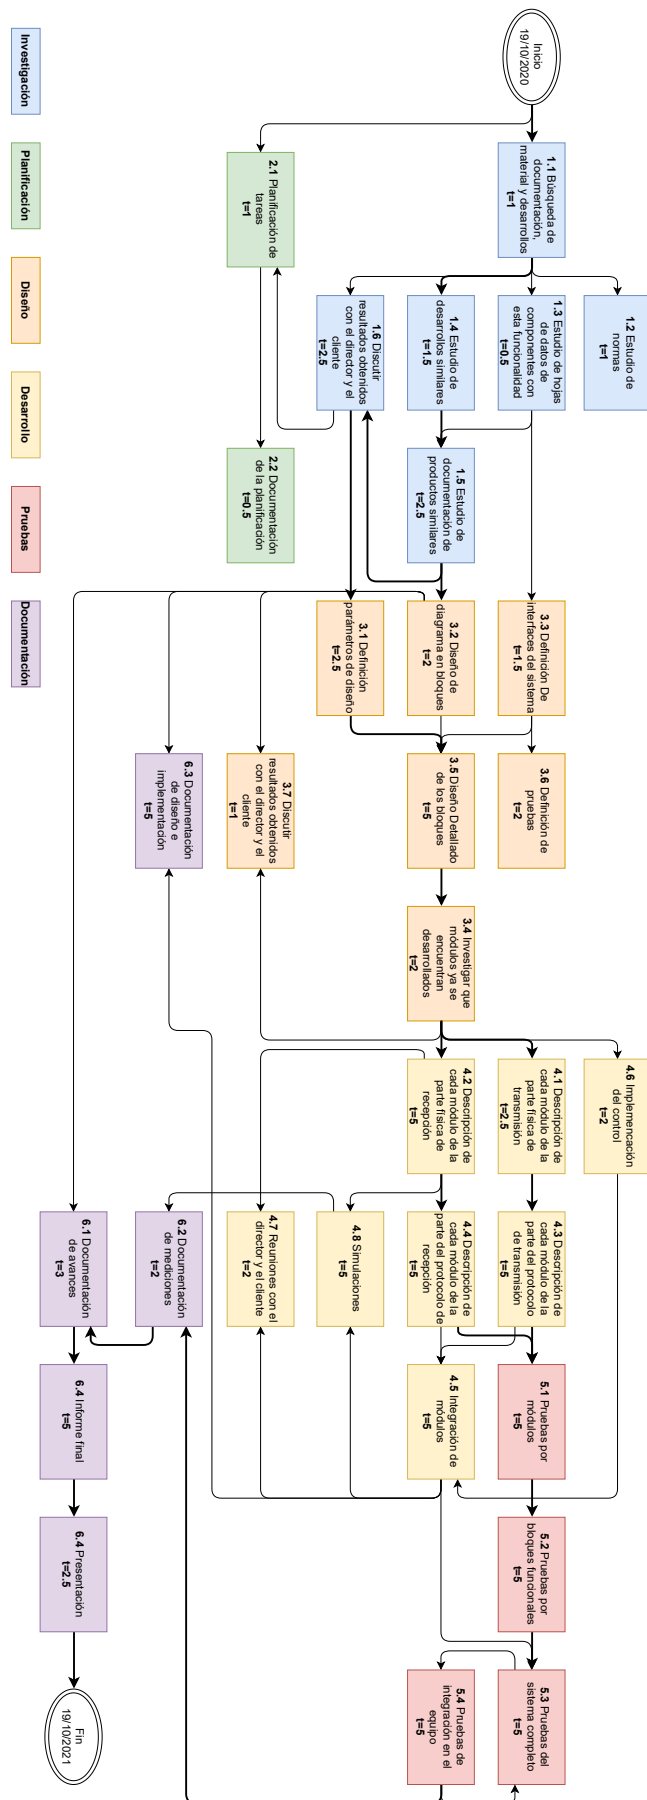 Inicio
19/10/2020
1.1 Búsqueda de
documentación,
material y desarrollos
t=1
2.1 Planificación de
tareas
t=1
1.2 Estudio de
normas
t=1
1.3 Estudio de hojas
de datos de
componentes con
esta funcionalidad
t=0.5
1.4 Estudio de
desarrollos similares
t=1.5
1.6 Discutir
resultados obtenidos
con el director y el
cliente
t=2.5
1.5 Estudio de
documentación de
productos similares
t=2.5
2.2 Documentación
de la planificación
t=0.5
3.3 Definición De
interfaces del sistema
t=1.5
3.2 Diseño de
diagrama en bloques
t=2
3.1 Definición
parámetros de diseño
t=2.5
3.6 Definición de
pruebas
t=2
3.5 Diseño Detallado
de los bloques
t=5
3.7 Discutir
resultados obtenidos
con el director y el
cliente
t=1
6.3 Documentación
de diseño e
implementación
t=5
3.4 Investigar que
módulos ya se
encuentran
desarrollados
t=2
4.6 Implemencación
del control
t=2
4.1 Descripción de
cada módulo de la
parte física de
transmisión
t=2.5
4.2 Descripción de
cada módulo de la
parte física de
recepción
t=5
4.3 Descripción de
cada módulo de la
parte del protocolo
de transmisión
t=5
4.4 Descripción de
cada módulo de la
parte del protocolo de
recepción
t=5
4.8 Simulaciones
t=5
4.7 Reuniones con el
director y el cliente
t=2
6.2 Documentación
de mediciones
t=2
6.1 Documentación
de avances
t=3
5.1 Pruebas por
módulos
t=5
4.5 Integración de
módulos
t=5
6.4 Informe final
t=5
5.2 Pruebas por
bloques funcionales
t=5
6.4 Presentación
t=2.5
5.3 Pruebas del
sistema completo
t=5
5.4 Pruebas de
integración en el
equipo
t=5
Fin
19/10/2021
Investigación
Planificación
Diseño
Desarrollo
Pruebas
Documentación